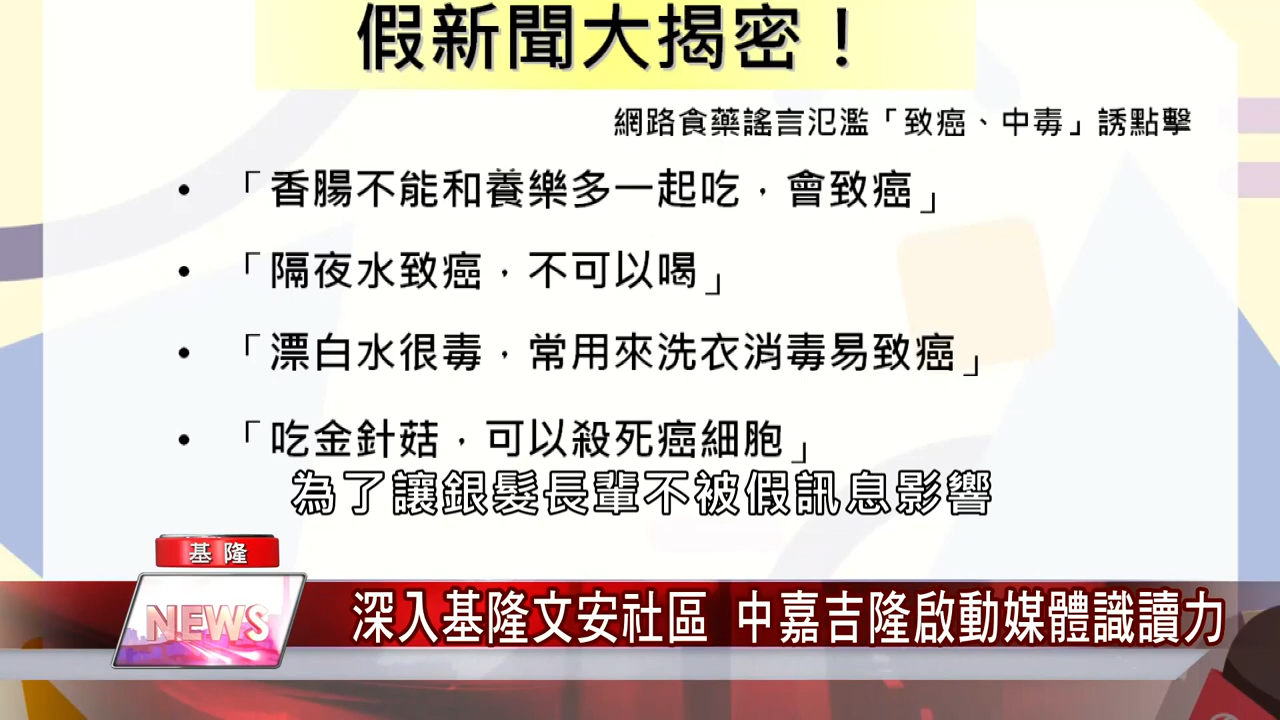 假新聞大揭密！
網路食藥謠言氾濫「致癌、中毒」誘點擊
• 「香腸不能和養樂多一起吃，會致癌」
• 「隔夜水致癌，不可以喝」
• 「漂白水很毒，常用來洗衣消毒易致癌」
• 「吃金針菇，可以殺死癌細胞」
為了讓銀髮長輩不被假訊息影響
基隆
NEWS
深入基隆文安社區 中嘉吉隆啟動媒體識讀力